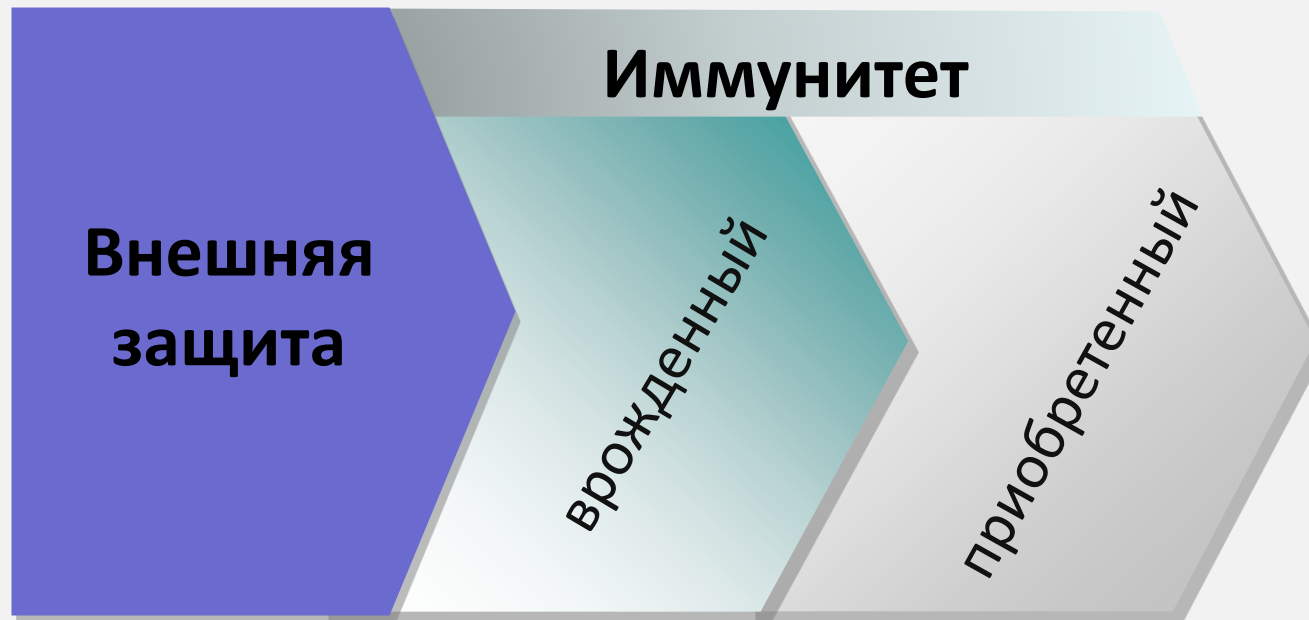 Иммунитет
Внешняя
защита
врожденный
приобретенный